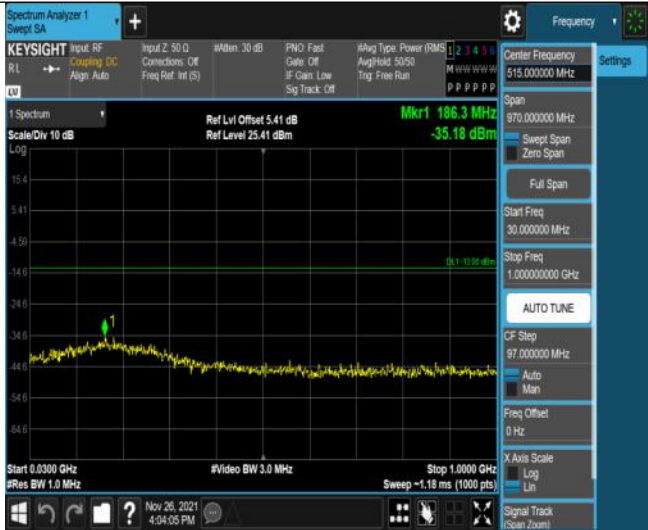 Spectrum Analyzer 1
Swept SA
Frequency
KEYSIGHT
RL
LV
Input: RF
Coupling: DC
Align: Auto
Input Z: 50 Ω
Corrections: Off
Freq Ref: Int (S)
#Atten: 30 dB
PNO: Fast
Gate: Off
IF Gain: Low
Sig Track: Off
#Avg Type: Power (RMS
Avg|Hold: 50/50
Trig: Free Run
1 2 3 4 5 6
M W W W W W
P P P P P P
1 Spectrum
Scale/Div 10 dB
Log
Ref Lvl Offset 5.41 dB
Ref Level 25.41 dBm
Mkr1 186.3 MHz
-35.18 dBm
15.4
5.41
-4.59
DL1 -13.00 dBm
-14.6
-24.6
1
-34.6
-44.6
-54.6
-64.6
Start 0.0300 GHz
#Res BW 1.0 MHz
#Video BW 3.0 MHz
Stop 1.0000 GHz
Sweep ~1.18 ms (1000 pts)
?
Nov 26, 2021
4:04:05 PM
Center Frequency
515.000000 MHz
Settings
Span
970.000000 MHz
Swept Span
Zero Span
Full Span
Start Freq
30.000000 MHz
Stop Freq
1.000000000 GHz
AUTO TUNE
CF Step
97.000000 MHz
Auto
Man
Freq Offset
0 Hz
X Axis Scale
Log
Lin
Signal Track
(Span Zoom)